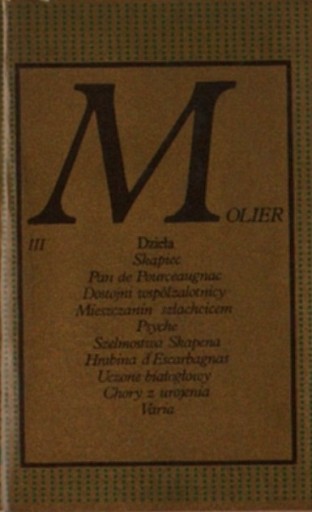 MOLIER
III
Dzieła
Skąpiec
Pan de Pourceaugnac
Dostojni współzalotnicy
Mieszczanin szlachcicem
Psyche
Szelmostwa Skapena
Hrabina d'Escarbagnas
Uczone białogłowy
Chory z urojenia
Varia